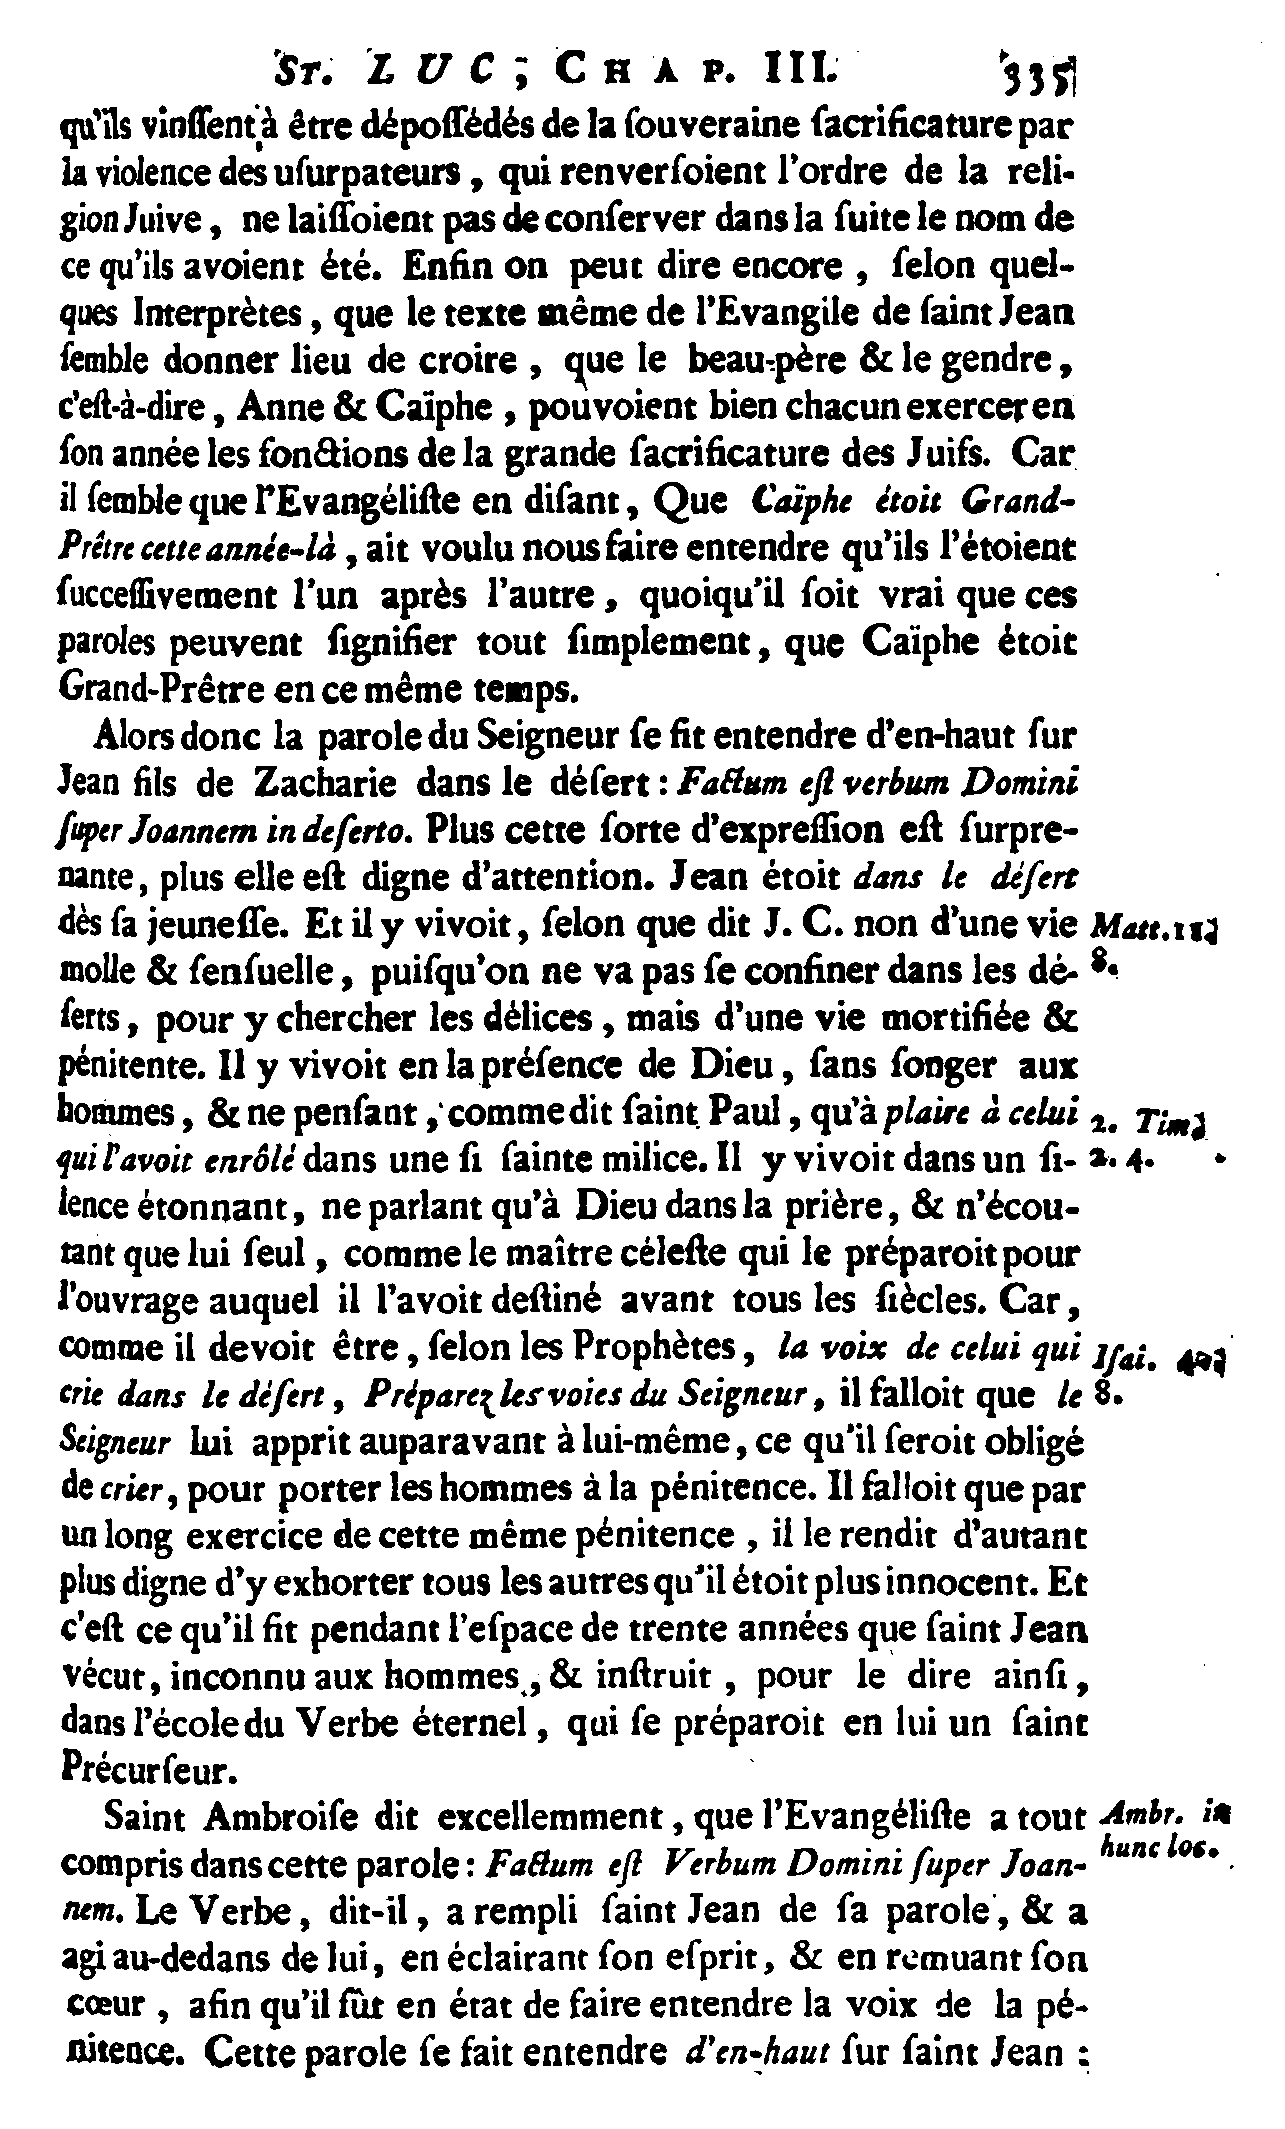 ST. LUC; CHAP. III. 335
qu'ils vinſſent à être dépoſſédés de la ſouveraine ſacrificature par
la violence des uſurpateurs, qui renverſoient l'ordre de la reli-
gion Juive, ne laiſſoient pas de conſerver dans la ſuite le nom de
ce qu'ils avoient été. Enfin on peut dire encore, ſelon quel-
ques Interprètes, que le texte même de l'Evangile de ſaint Jean
ſemble donner lieu de croire, que le beau-père & le gendre,
c'eſt-à-dire, Anne & Caïphe, pouvoient bien chacun exercer en
ſon année les fonctions de la grande ſacrificature des Juifs. Car
il ſemble que l'Evangéliſte en diſant, Que Caïphe étoit Grand-
Prêtre cette année-là, ait voulu nous faire entendre qu'ils l'étoient
ſucceſſivement l'un après l'autre, quoiqu'il ſoit vrai que ces
paroles peuvent ſignifier tout ſimplement, que Caïphe étoit
Grand-Prêtre en ce même temps.
Alors donc la parole du Seigneur ſe fit entendre d'en-haut ſur
Jean fils de Zacharie dans le déſert : Factum eſt verbum Domini
ſuper Joannem in deſerto. Plus cette ſorte d'expreſſion eſt ſurpre-
nante, plus elle eſt digne d'attention. Jean étoit dans le déſert
dès ſa jeuneſſe. Et il y vivoit, ſelon que dit J. C. non d'une vie Matt. 11.
molle & ſenſuelle, puiſqu'on ne va pas ſe confiner dans les dé- 8.
ſerts, pour y chercher les délices, mais d'une vie mortifiée &
pénitente. Il y vivoit en la préſence de Dieu, ſans ſonger aux
hommes, & ne penſant, comme dit ſaint Paul, qu'à plaire à celui 2. Tim.
qui l'avoit enrôlé dans une ſi ſainte milice. Il y vivoit dans un ſi- 2. 4.
lence étonnant, ne parlant qu'à Dieu dans la prière, & n'écou-
tant que lui ſeul, comme le maître céleſte qui le préparoit pour
l'ouvrage auquel il l'avoit deſtiné avant tous les ſiècles. Car,
comme il devoit être, ſelon les Prophètes, la voix de celui qui Iſai.
crie dans le déſert, Préparez les voies du Seigneur, il falloit que le 8.
Seigneur lui apprit auparavant à lui-même, ce qu'il ſeroit obligé
de crier, pour porter les hommes à la pénitence. Il falloit que par
un long exercice de cette même pénitence, il le rendit d'autant
plus digne d'y exhorter tous les autres qu'il étoit plus innocent. Et
c'eſt ce qu'il fit pendant l'eſpace de trente années que ſaint Jean
vécut, inconnu aux hommes, & inſtruit, pour le dire ainſi,
dans l'école du Verbe éternel, qui ſe préparoit en lui un ſaint
Précurſeur.
Saint Ambroiſe dit excellemment, que l'Evangéliſte a tout Ambr. in
compris dans cette parole : Factum eſt Verbum Domini ſuper Joan- hunc loc.
nem. Le Verbe, dit-il, a rempli ſaint Jean de ſa parole, & a
agi au-dedans de lui, en éclairant ſon eſprit, & en remuant ſon
cœur, afin qu'il fût en état de faire entendre la voix de la pé-
nitence. Cette parole ſe fait entendre d'en-haut ſur ſaint Jean :